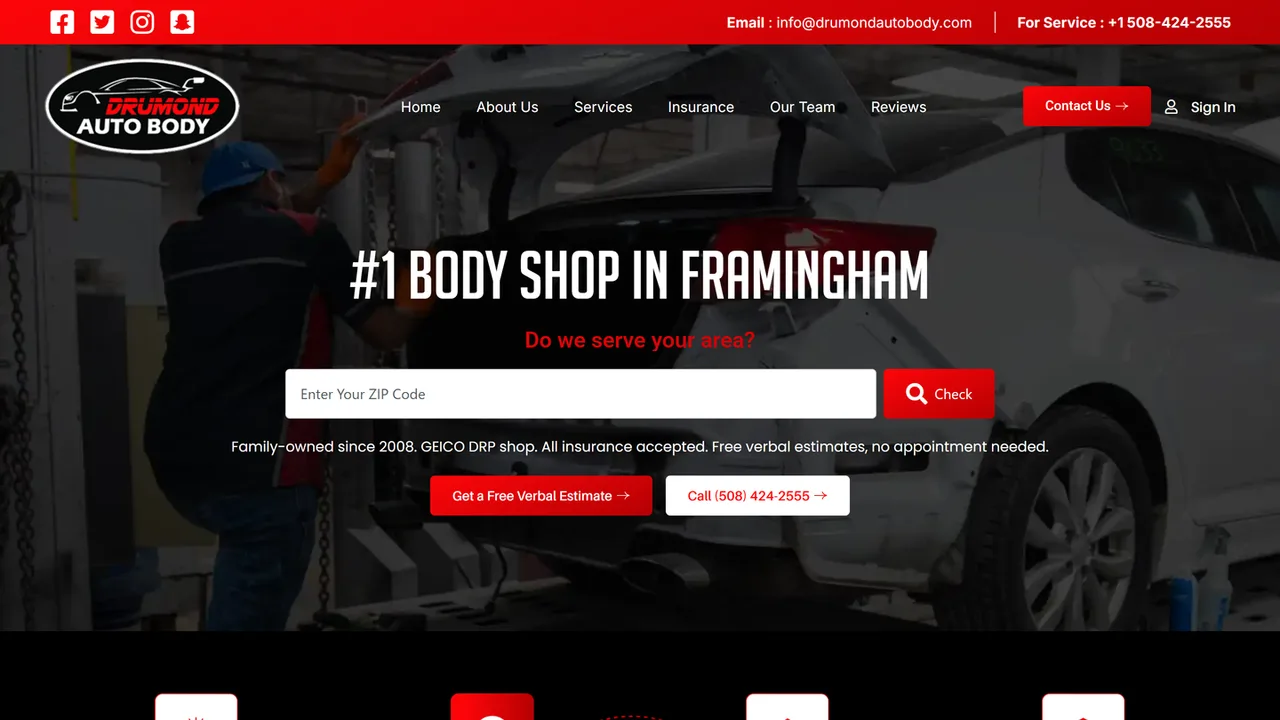 Email : info@drumondautobody.com
For Service : +1 508-424-2555
DRUMOND
AUTO BODY
Home
About Us
Services
Insurance
Our Team
Reviews
Contact Us
Sign In
#1 BODY SHOP IN FRAMINGHAM
Do we serve your area?
Enter Your ZIP Code
Check
Family-owned since 2008. GEICO DRP shop. All insurance accepted. Free verbal estimates, no appointment needed.
Get a Free Verbal Estimate
Call (508) 424-2555